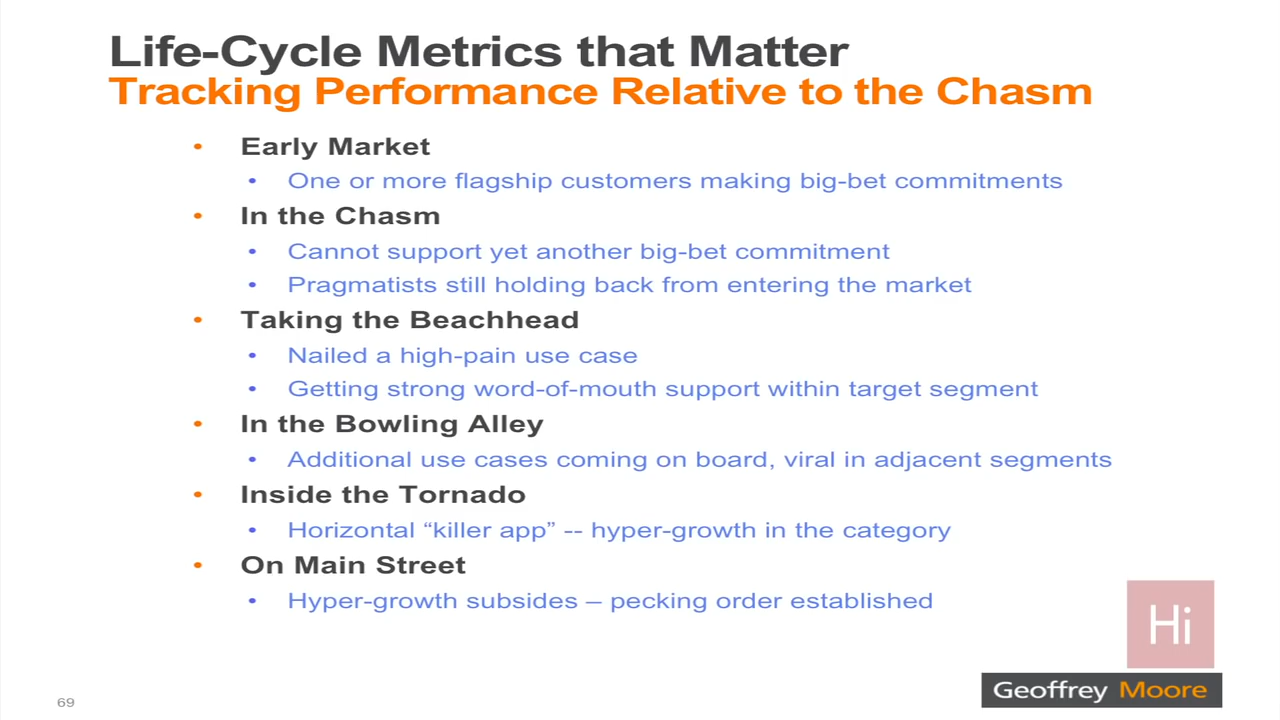 Life-Cycle Metrics that Matter
Tracking Performance Relative to the Chasm
• Early Market
• One or more flagship customers making big-bet commitments
• In the Chasm
• Cannot support yet another big-bet commitment
• Pragmatists still holding back from entering the market
• Taking the Beachhead
• Nailed a high-pain use case
• Getting strong word-of-mouth support within target segment
• In the Bowling Alley
• Additional use cases coming on board, viral in adjacent segments
• Inside the Tornado
• Horizontal “killer app” -- hyper-growth in the category
• On Main Street
• Hyper-growth subsides – pecking order established
Hi
Geoffrey Moore
69